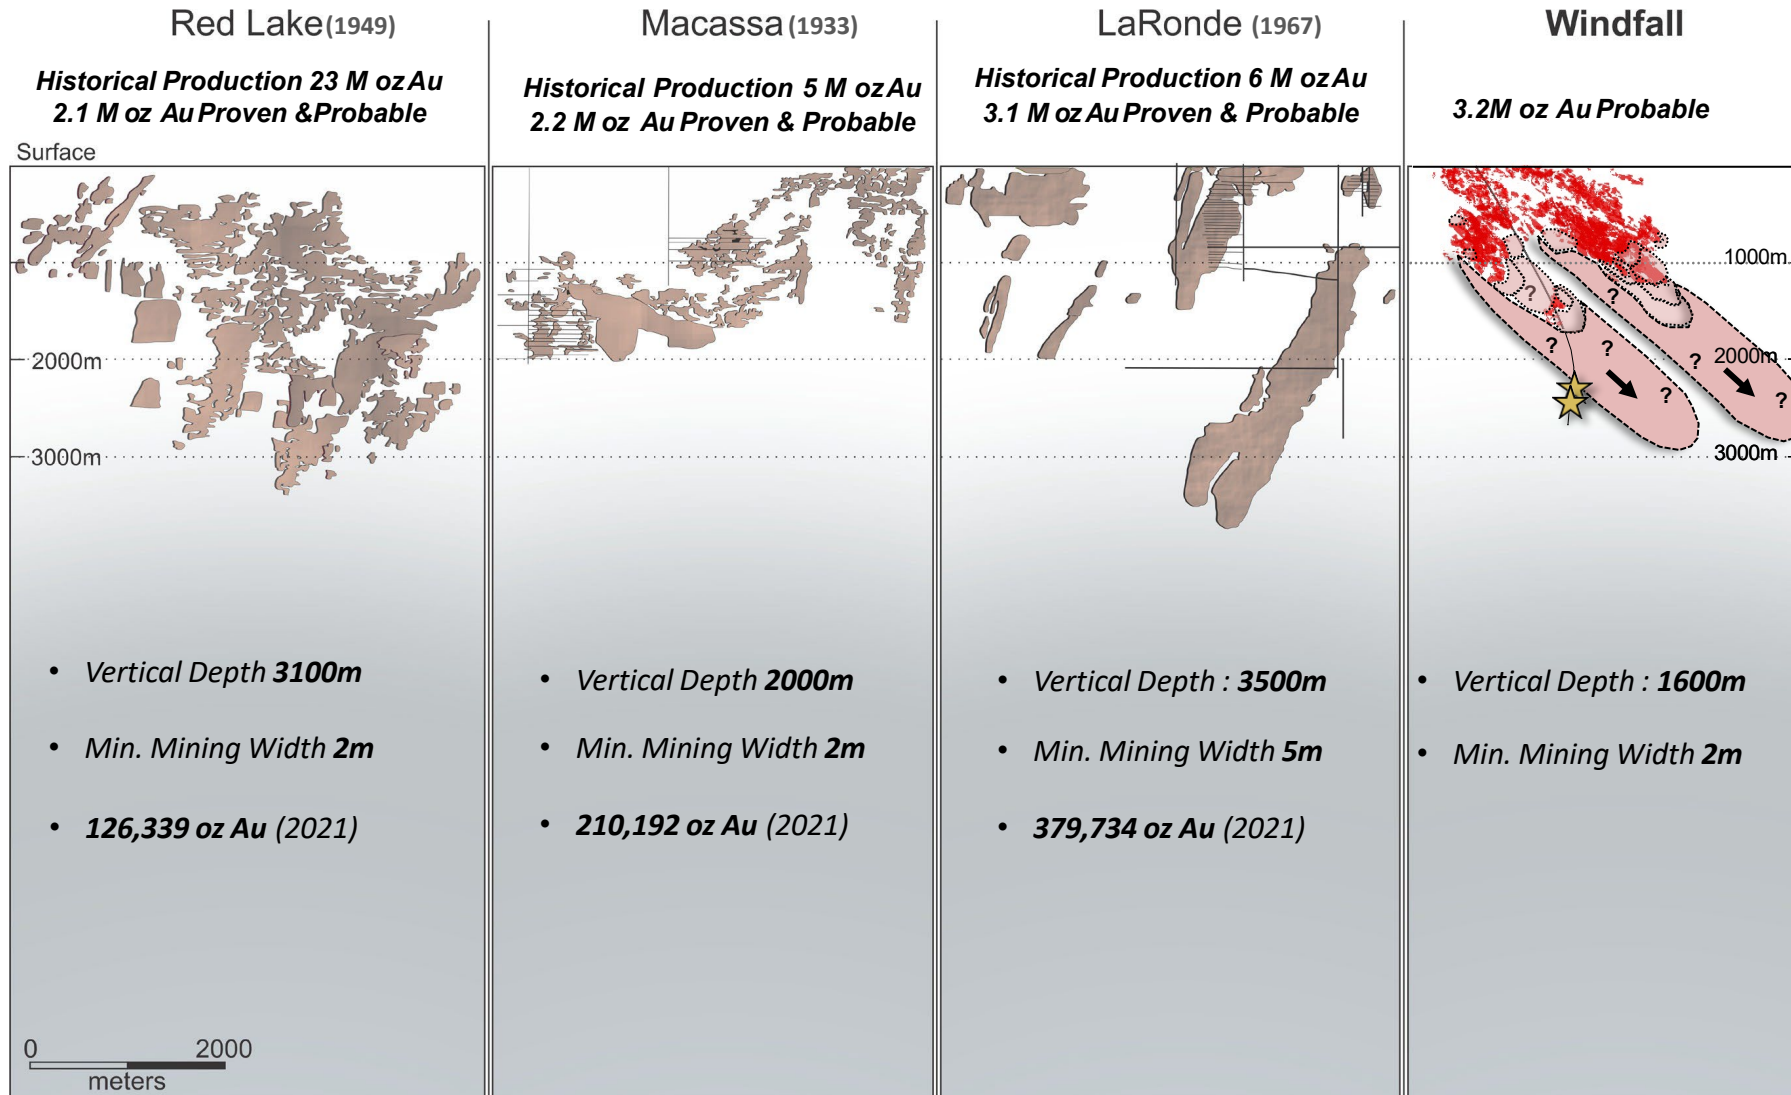 Red Lake (1949)
Historical Production 23 M oz Au
2.1 M oz Au Proven & Probable
Surface
2000m
3000m
Vertical Depth 3100m
Min. Mining Width 2m
126,339 oz Au (2021)
0 2000
meters
Macassa (1933)
Historical Production 5 M oz Au
2.2 M oz Au Proven & Probable
Vertical Depth 2000m
Min. Mining Width 2m
210,192 oz Au (2021)
LaRonde (1967)
Historical Production 6 M oz Au
3.1 M oz Au Proven & Probable
Vertical Depth : 3500m
Min. Mining Width 5m
379,734 oz Au (2021)
Windfall
3.2M oz Au Probable
1000m
?
?
?
?
?
2000m
?
?
3000m
Vertical Depth : 1600m
Min. Mining Width 2m